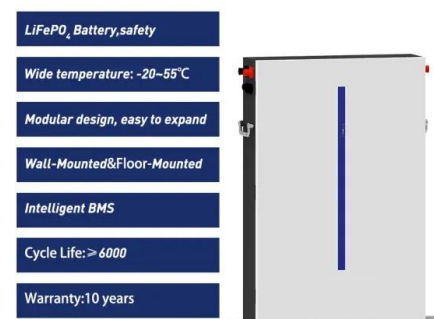 LiFePO₄ Battery,safety
Wide temperature: -20~55℃
Modular design, easy to expand
Wall-Mounted&Floor-Mounted
Intelligent BMS
Cycle Life:≥6000
Warranty:10 years